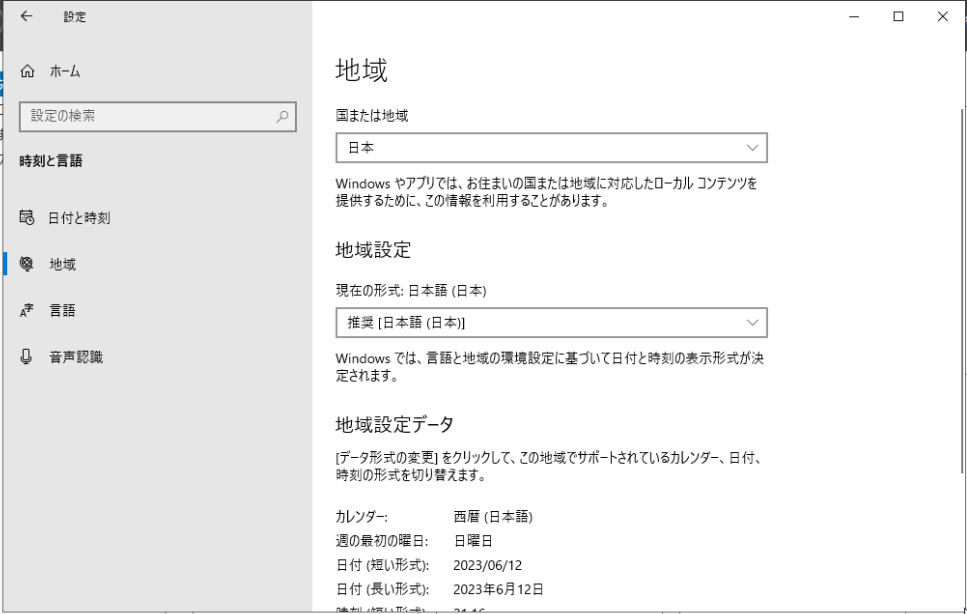 設定
ホーム
設定の検索
時刻と言語
日付と時刻
地域
言語
音声認識
地域
国または地域
日本
Windows やアプリでは、お住まいの国または地域に対応したローカル コンテンツを
提供するために、この情報を利用することがあります。
地域設定
現在の形式: 日本語 (日本)
推奨 [日本語 (日本)]
Windows では、言語と地域の環境設定に基づいて日付と時刻の表示形式が決
定されます。
地域設定データ
[データ形式の変更] をクリックして、この地域でサポートされているカレンダー、日付、
時刻の形式を切り替えます。
カレンダー: 西暦 (日本語)
週の最初の曜日: 日曜日
日付 (短い形式): 2023/06/12
日付 (長い形式): 2023年6月12日
時刻 (短い形式): 21:16